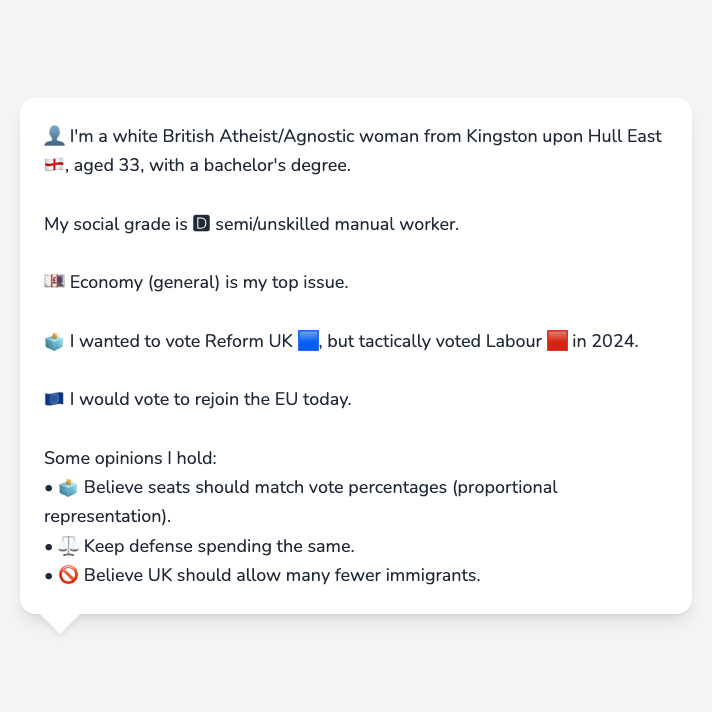 👤 I'm a white British Atheist/Agnostic woman from Kingston upon Hull East
🏴󠁧󠁢󠁥󠁮󠁧󠁿, aged 33, with a bachelor's degree.
My social grade is D semi/unskilled manual worker.
💷 Economy (general) is my top issue.
🗳️ I wanted to vote Reform UK 🟦, but tactically voted Labour 🟥 in 2024.
🇪🇺 I would vote to rejoin the EU today.
Some opinions I hold:
• 🗳️ Believe seats should match vote percentages (proportional
representation).
• ⚖️ Keep defense spending the same.
• 🚫 Believe UK should allow many fewer immigrants.